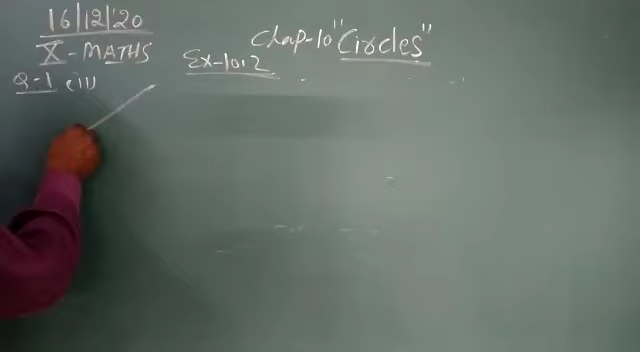 16|12|'20
X - MATHS
Chap-10 "Circles"
Ex-10.2
Q-1 (i)